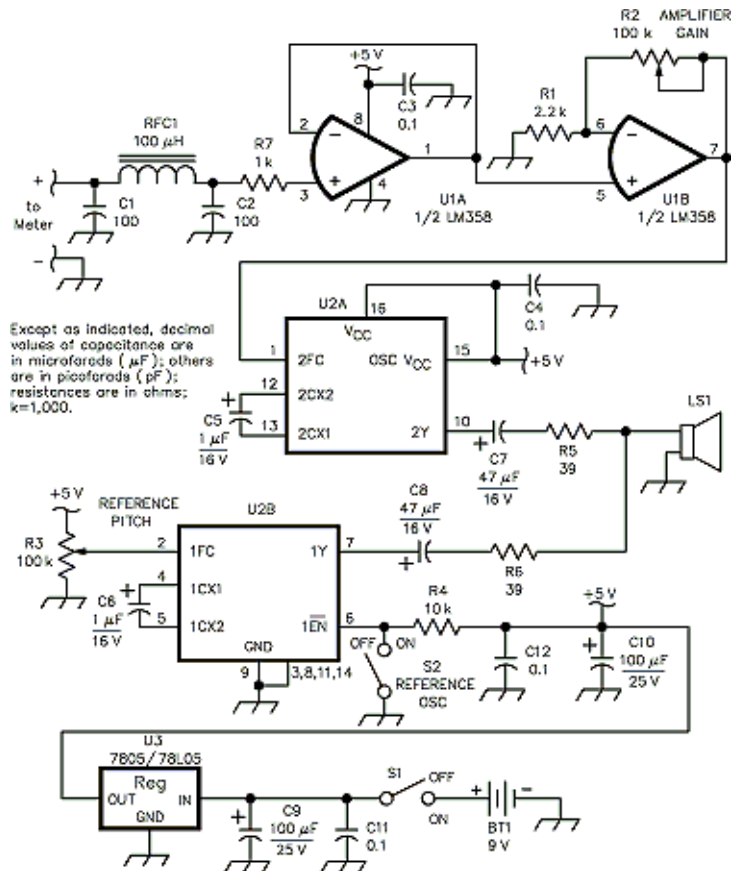 R2 AMPLIFIER
100 k GAIN
+5 V
C3
0.1
R1
2.2 k
2
8
1
4
3
6
7
5
RFC1
100 µH
R7
1 k
+
to
Meter
-
C1
100
C2
100
U1A
1/2 LM358
U1B
1/2 LM358
U2A
16
VCC
C4
0.1
Except as indicated, decimal
values of capacitance are
in microfarads ( µF); others
are in picofarads ( pF);
resistances are in ohms;
k=1,000.
1
2FC
OSC VCC
15
+5 V
12
2CX2
C5
1 µF
16 V
13
2CX1
2Y
10
C7
47 µF
16 V
R5
39
LS1
+5 V
REFERENCE
PITCH
R3
100 k
U2B
C8
47 µF
16 V
2
1FC
1Y
7
R6
39
4
1CX1
C6
1 µF
16 V
5
1CX2
1EN
6
R4
10 k
+5 V
GND
9
3,8,11,14
OFF
ON
S2
REFERENCE
OSC
C12
0.1
C10
100 µF
25 V
U3
7805/78L05
Reg
OUT
IN
GND
C9
100 µF
25 V
C11
0.1
S1
OFF
ON
+
-
BT1
9 V